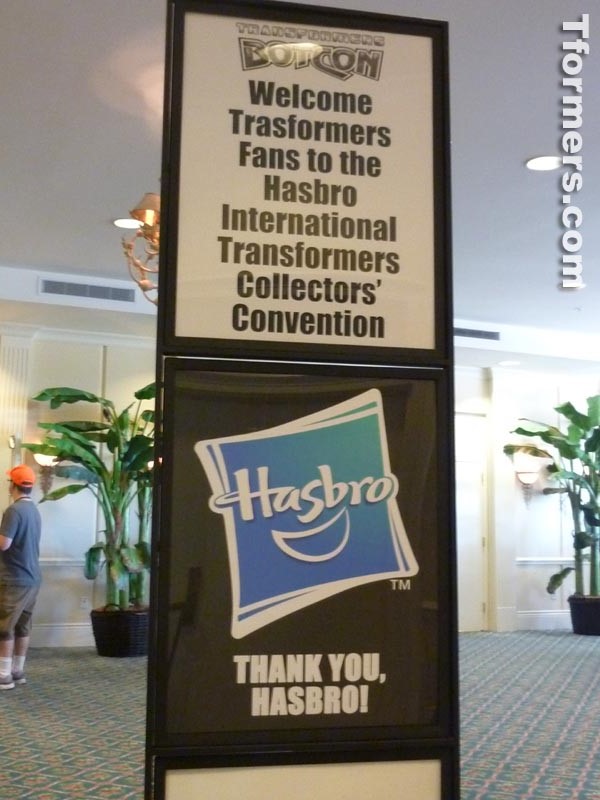 TRANSFORMERS
BOTCON
Welcome
Trasformers
Fans to the
Hasbro
International
Transformers
Collectors'
Convention
Hasbro
TM
THANK YOU,
HASBRO!
Tformers.com